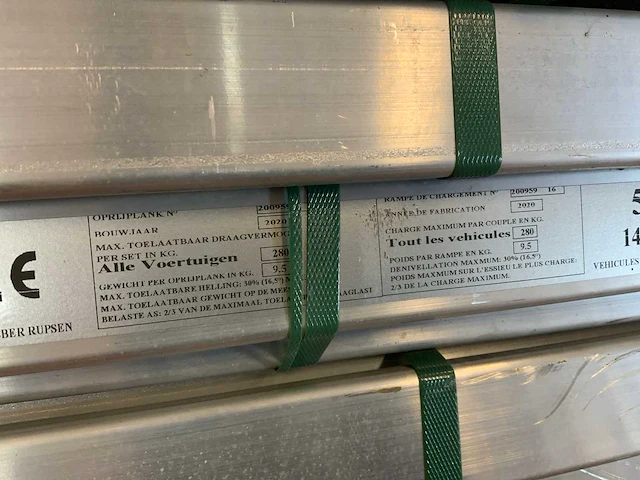 OPRIJPLANK N°
BOUWJAAR 2020
MAX. TOELAATBAAR
PER SET IN KG. 280
Alle Voertuigen
GEWICHT PER OPRIJPLANK IN KG. 9.5
MAX. TOELAATBARE HELLING: 30% (16,5°)
MAX. TOELAATBAAR GEWICHT OP DE
BELASTE AS: 2/3 VAN DE MAXIMAAL
RAMPE DE CHARGEMENT N° 200959 16
ANNÉE DE FABRICATION 2020
CHARGE MAXIMUM PAR COUPLE EN KG.
Tout les vehicules 280
POIDS PAR RAMPE EN KG. 9.5
DENIVELLATION MAXMUM: 30% (16,5°)
POIDS MAXMUM SUR L'ESSIEU LE PLUS CHARGE:
2/3 DE LA CHARGE MAXIMUM.
CE
RUPSEN
VEHICULES